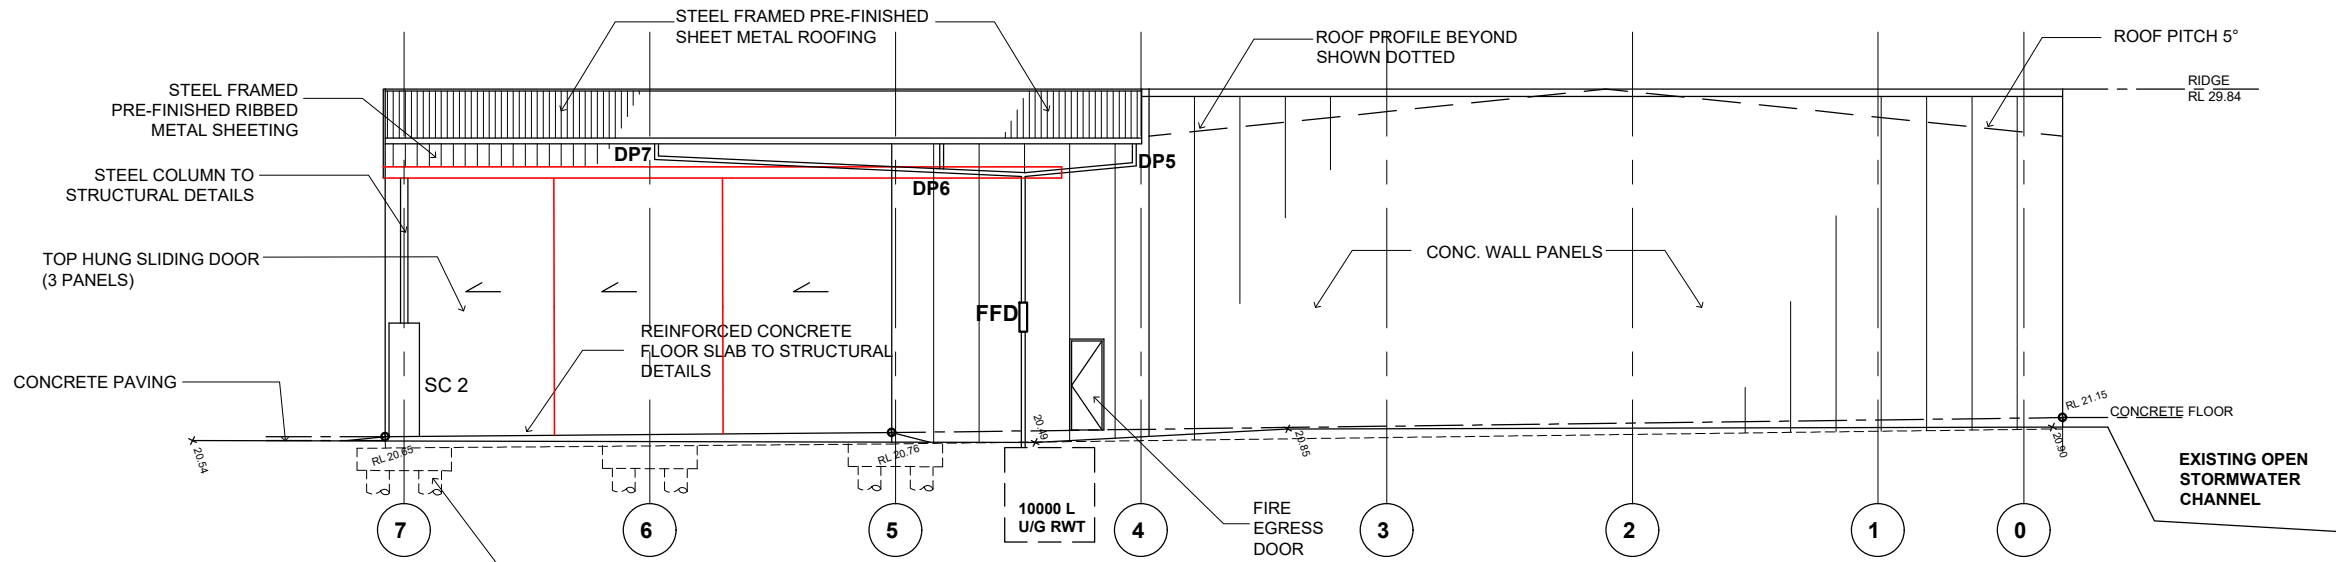 STEEL FRAMED PRE-FINISHED
SHEET METAL ROOFING
ROOF PROFILE BEYOND
SHOWN DOTTED
ROOF PITCH 5°
RIDGE
RL 29.84
STEEL FRAMED
PRE-FINISHED RIBBED
METAL SHEETING
DP7
DP6
DP5
STEEL COLUMN TO
STRUCTURAL DETAILS
TOP HUNG SLIDING DOOR
(3 PANELS)
CONC. WALL PANELS
FFD
REINFORCED CONCRETE
FLOOR SLAB TO STRUCTURAL
DETAILS
CONCRETE PAVING
SC 2
RL 21.15
CONCRETE FLOOR
20.54
RL 20.65
RL 20.76
20.49
20.85
20.90
EXISTING OPEN
STORMWATER
CHANNEL
10000 L
U/G RWT
FIRE
EGRESS
DOOR
7
6
5
4
3
2
1
0